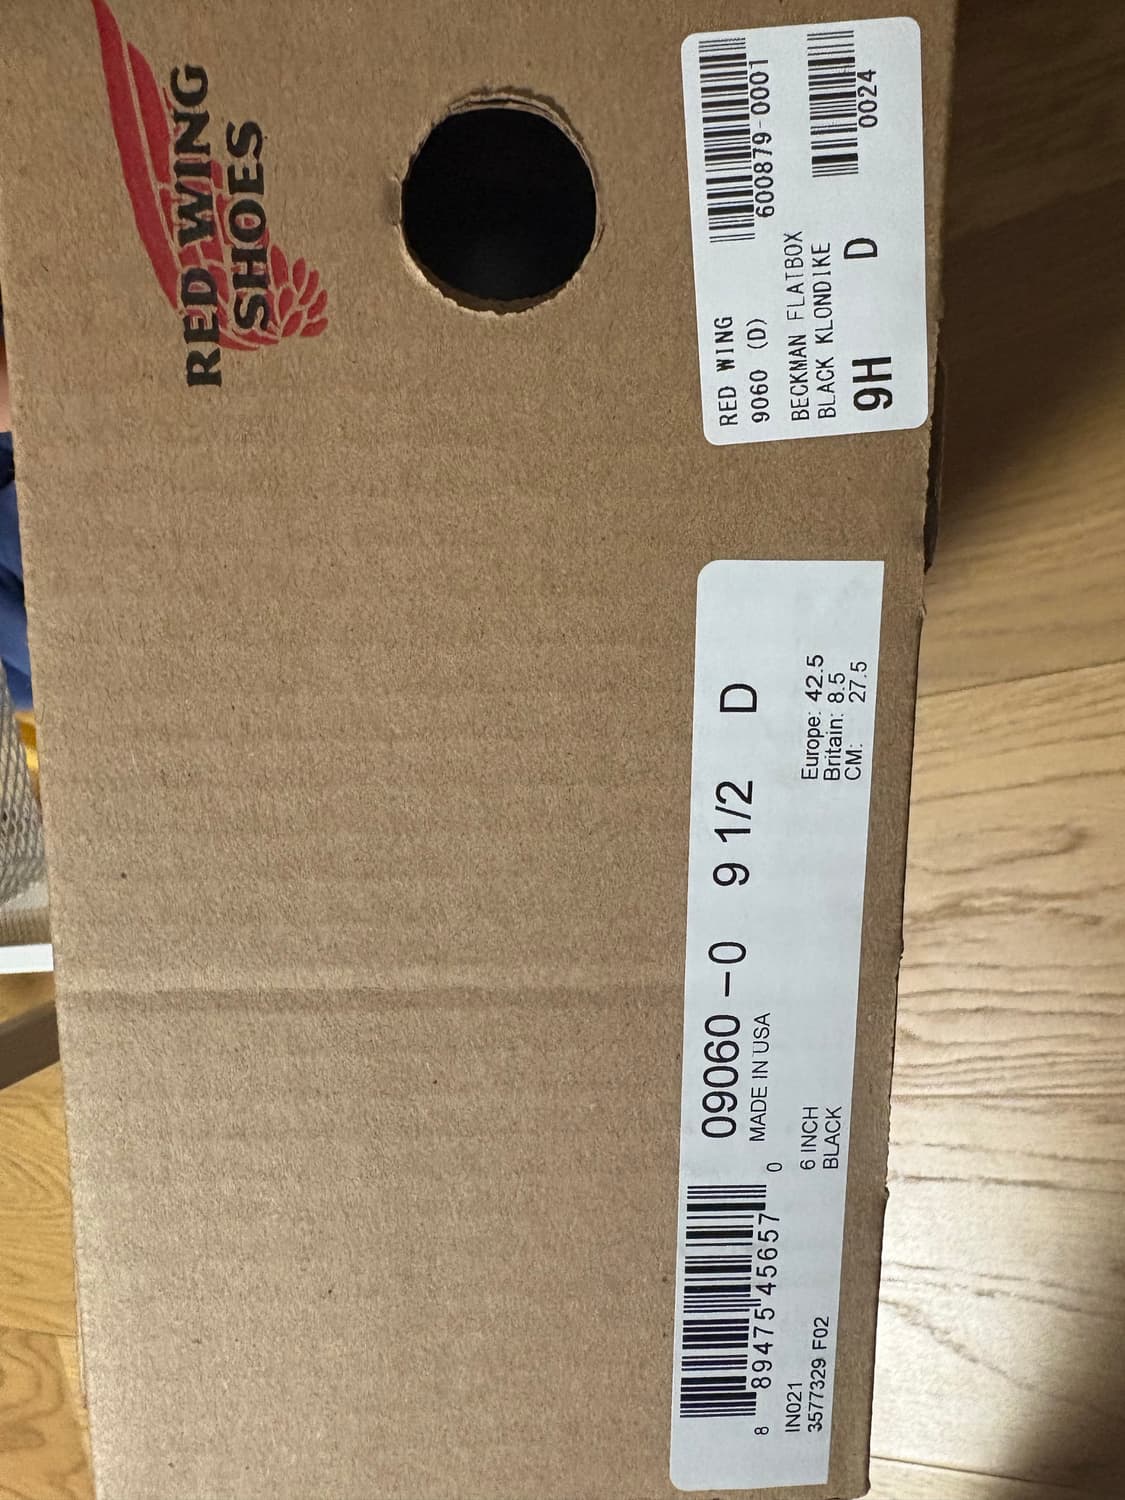 RED WING
SHOES
RED WING
9060 (D)
600879-0001
BECKMAN FLATBOX
BLACK KLONDIKE
9H D
0024
09060 –0 9 1/2 D
MADE IN USA
8 89475 45657 0
6 INCH
BLACK
Europe: 42.5
Britain: 8.5
CM: 27.5
IN021
3577329 F02